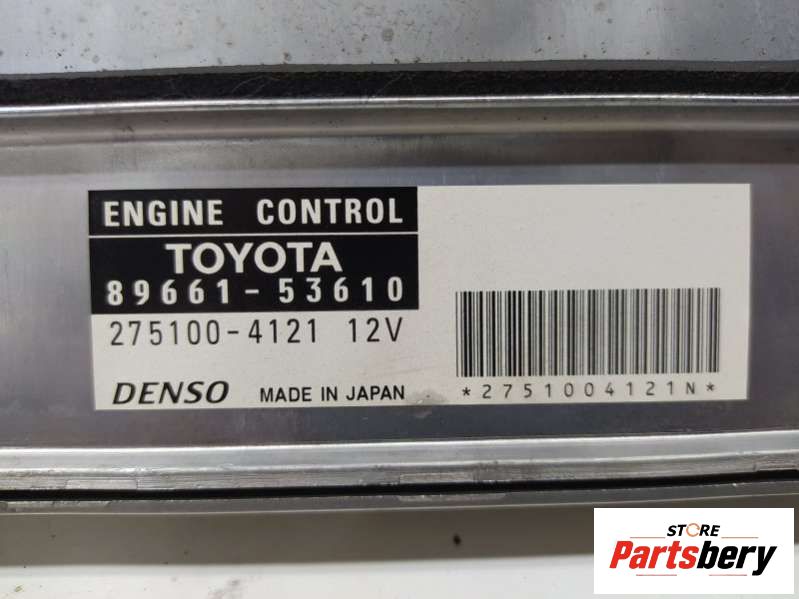 ENGINE CONTROL
TOYOTA
89661-53610
275100-4121 12V
DENSO MADE IN JAPAN
*2751004121N*
STORE
Partsbery